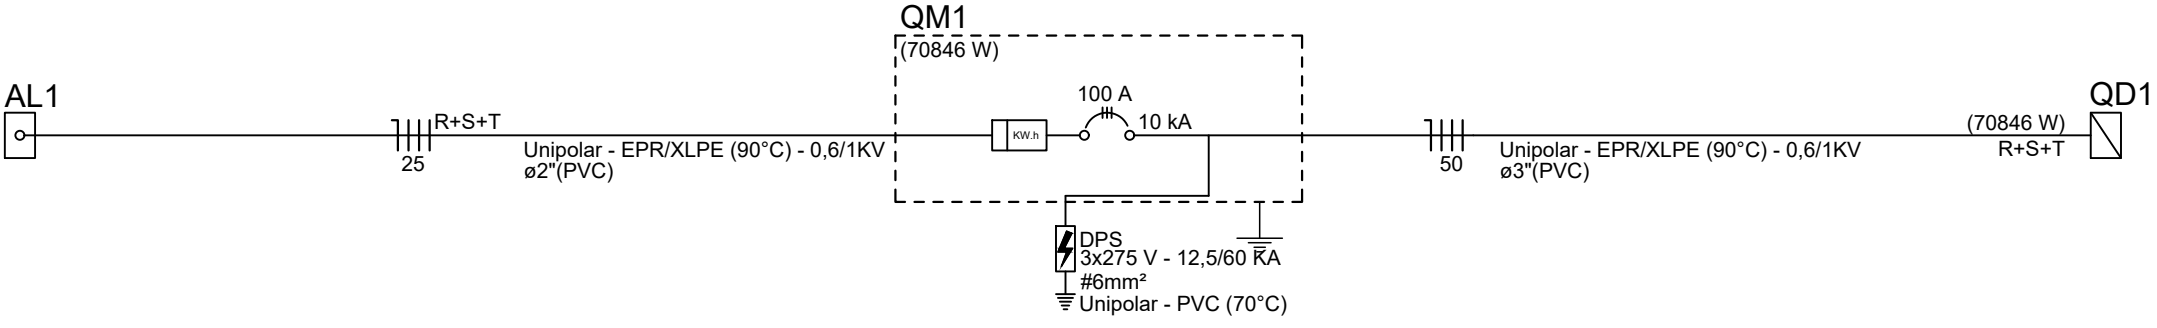 QM1
(70846 W)
AL1
QD1
100 A
R+S+T
KW.h
10 kA
(70846 W)
Unipolar - EPR/XLPE (90°C) - 0,6/1KV
ø2"(PVC)
25
Unipolar - EPR/XLPE (90°C) - 0,6/1KV
ø3"(PVC)
50
R+S+T
DPS
3x275 V - 12,5/60 KA
#6mm²
Unipolar - PVC (70°C)